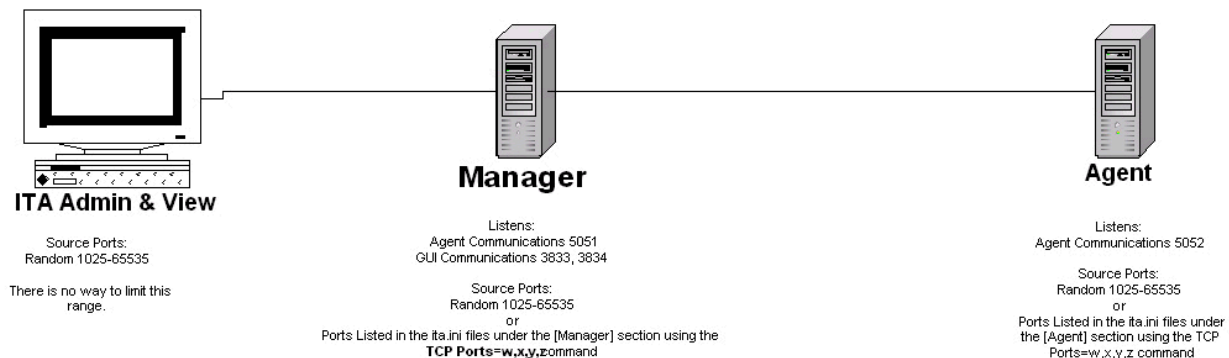 ITA Admin & View
Source Ports:
Random 1025-65535
There is no way to limit this
range.
Manager
Listens:
Agent Communications 5051
GUI Communications 3833, 3834
Source Ports:
Random 1025-65535
or
Ports Listed in the ita.ini files under the [Manager] section using the
TCP Ports=w,x,y,zommand
Agent
Listens:
Agent Communications 5052
Source Ports:
Random 1025-65535
or
Ports Listed in the ita.ini files under
the [Agent] section using the TCP
Ports=w,x,y,z command